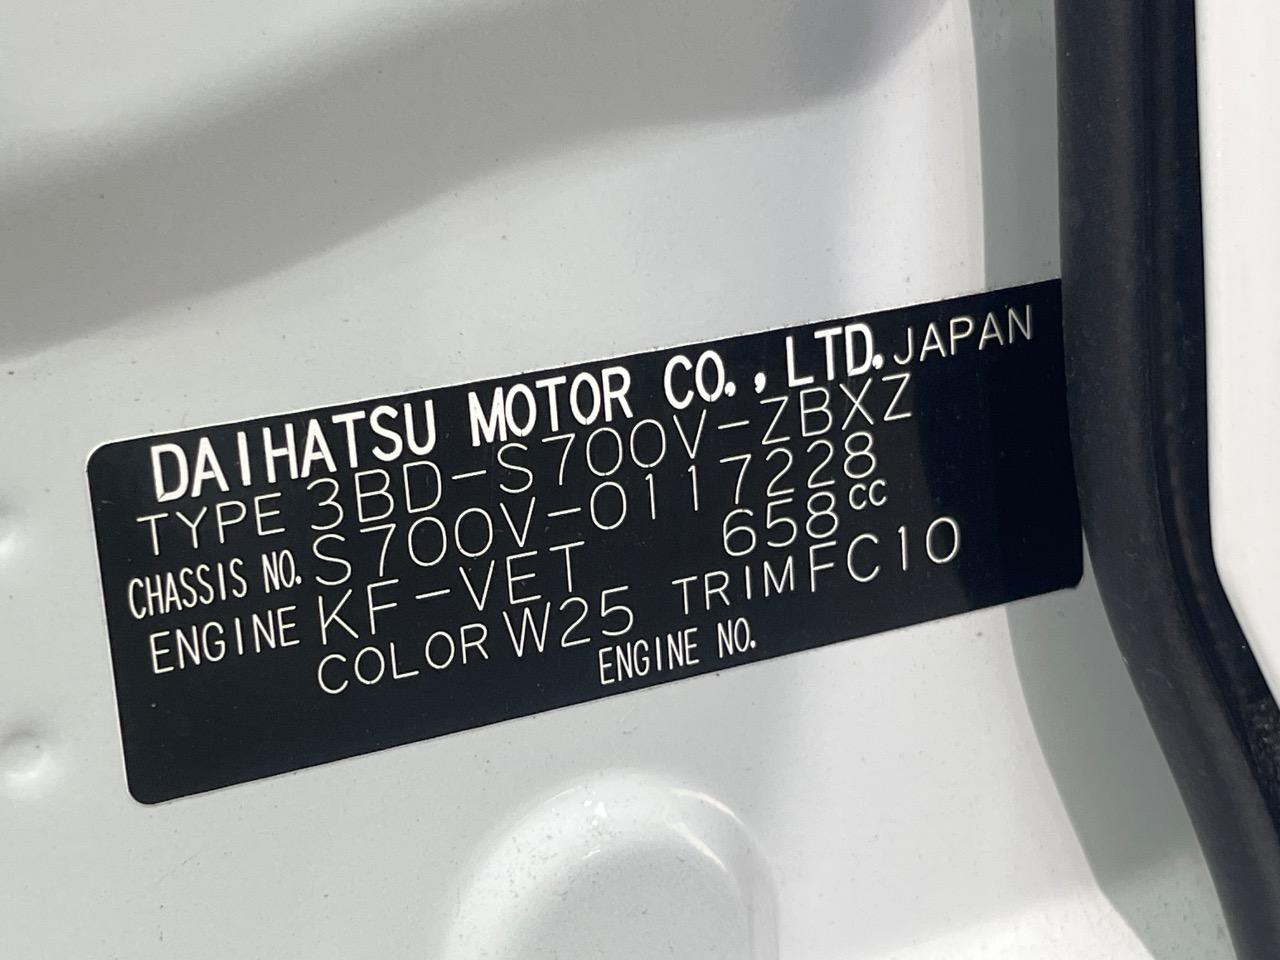 DAIHATSU MOTOR CO., LTD. JAPAN
TYPE 3BD-S700V-ZBXZ
CHASSIS NO. S700V-0117228
ENGINE KF-VET 658cc
COLOR W25 TRIM FC10
ENGINE NO.